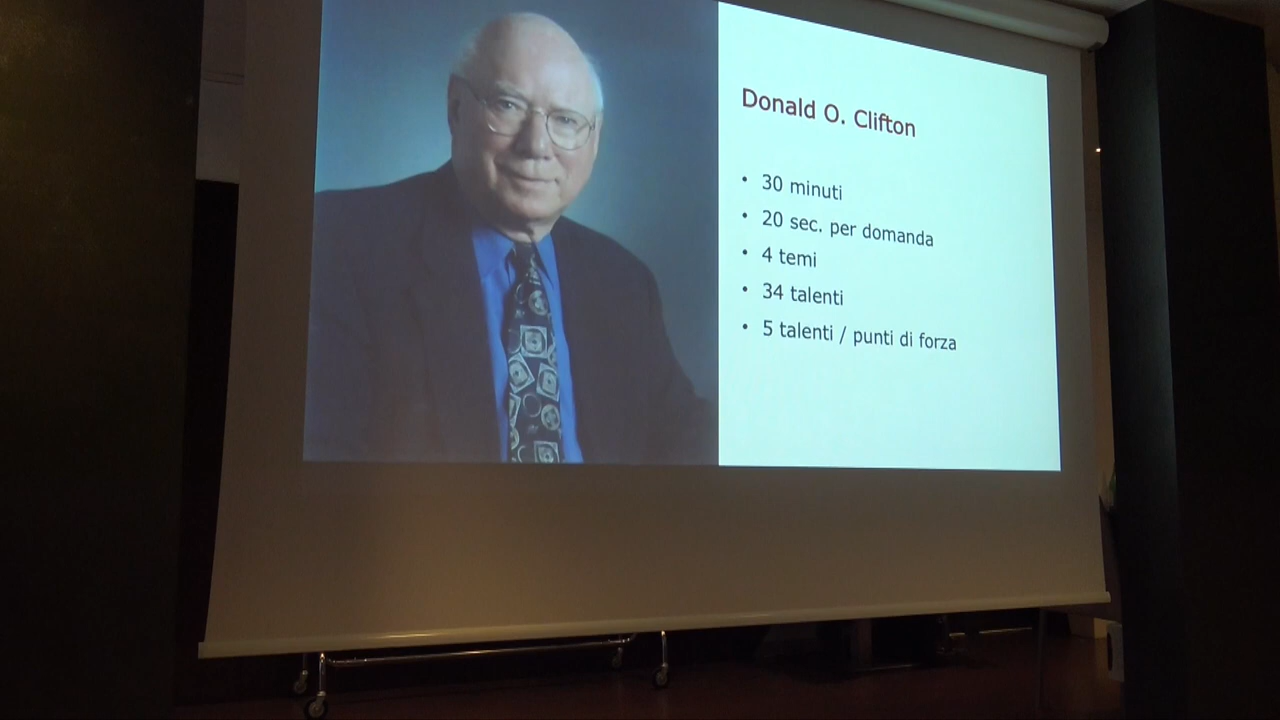 Donald O. Clifton
• 30 minuti
• 20 sec. per domanda
• 4 temi
• 34 talenti
• 5 talenti / punti di forza